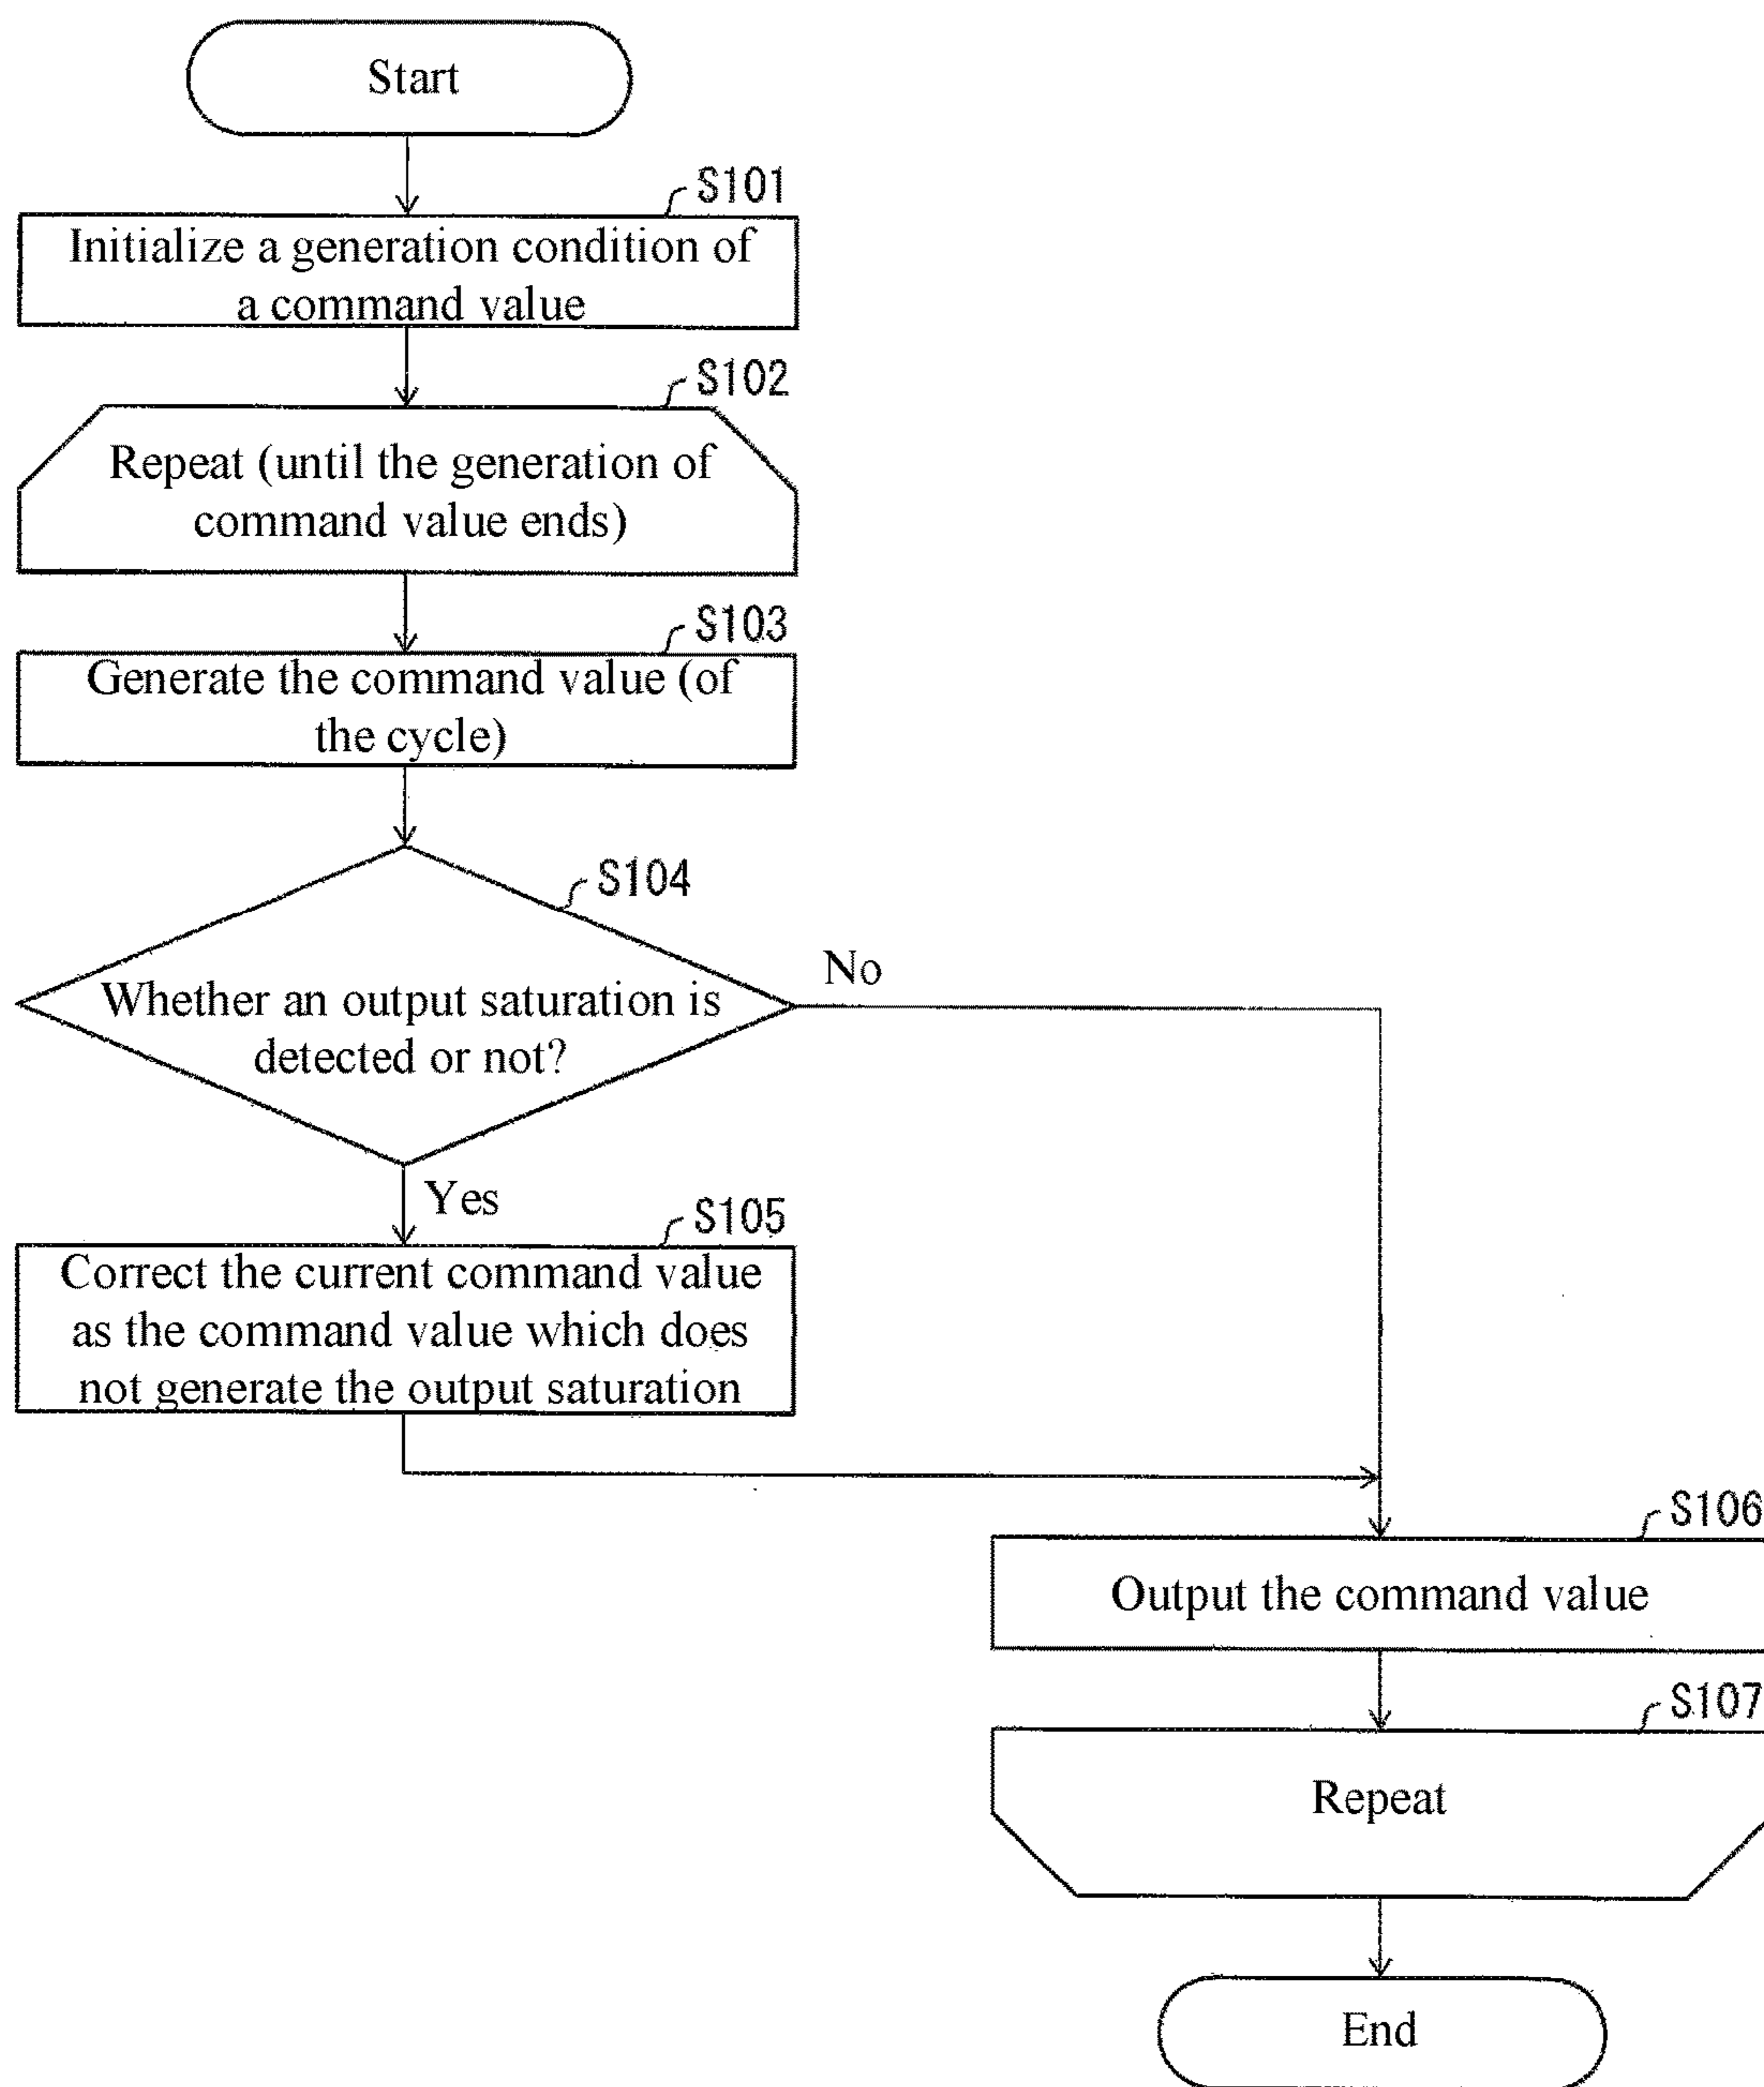 Start
S101
Initialize a generation condition of
a command value
S102
Repeat (until the generation of
command value ends)
S103
Generate the command value (of
the cycle)
S104
Whether an output saturation is
detected or not?
No
Yes
S105
Correct the current command value
as the command value which does
not generate the output saturation
S106
Output the command value
S107
Repeat
End